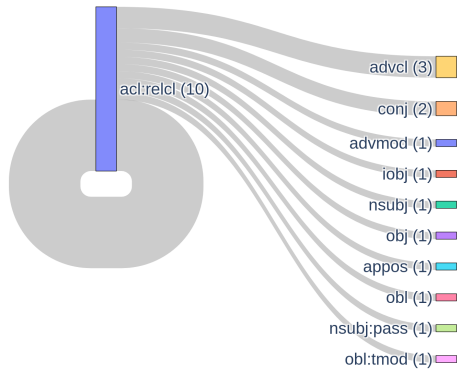 acl:relcl (10)
advcl (3)
conj (2)
advmod (1)
iobj (1)
nsubj (1)
obj (1)
appos (1)
obl (1)
nsubj:pass (1)
obl:tmod (1)